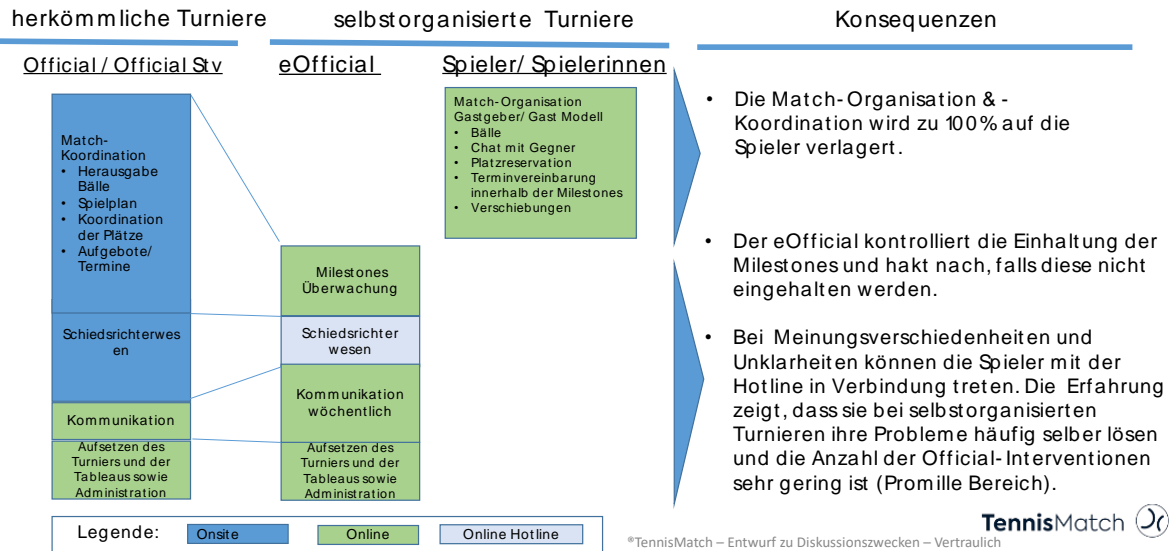 herkömmliche Turniere
selbstorganisierte Turniere
Konsequenzen
Official / Official Stv
eOfficial
Spieler/ Spielerinnen
Match-
Koordination
• Herausgabe
Bälle
• Spielplan
• Koordination
der Plätze
• Aufgebote/
Termine
Schiedsrichterwes
en
Kommunikation
Aufsetzen des
Turniers und der
Tableaus sowie
Administration
Milestones
Überwachung
Schiedsrichter
wesen
Kommunikation
wöchentlich
Aufsetzen des
Turniers und der
Tableaus sowie
Administration
Match-Organisation
Gastgeber/ Gast Modell
• Bälle
• Chat mit Gegner
• Platzreservation
• Terminvereinbarung
innerhalb der Milestones
• Verschiebungen
• Die Match-Organisation & -
Koordination wird zu 100% auf die
Spieler verlagert.
• Der eOfficial kontrolliert die Einhaltung der
Milestones und hakt nach, falls diese nicht
eingehalten werden.
• Bei Meinungsverschiedenheiten und
Unklarheiten können die Spieler mit der
Hotline in Verbindung treten. Die Erfahrung
zeigt, dass sie bei selbstorganisierten
Turnieren ihre Probleme häufig selber lösen
und die Anzahl der Official-Interventionen
sehr gering ist (Promille Bereich).
Legende:
Onsite
Online
Online Hotline
TennisMatch
®TennisMatch – Entwurf zu Diskussionszwecken – Vertraulich